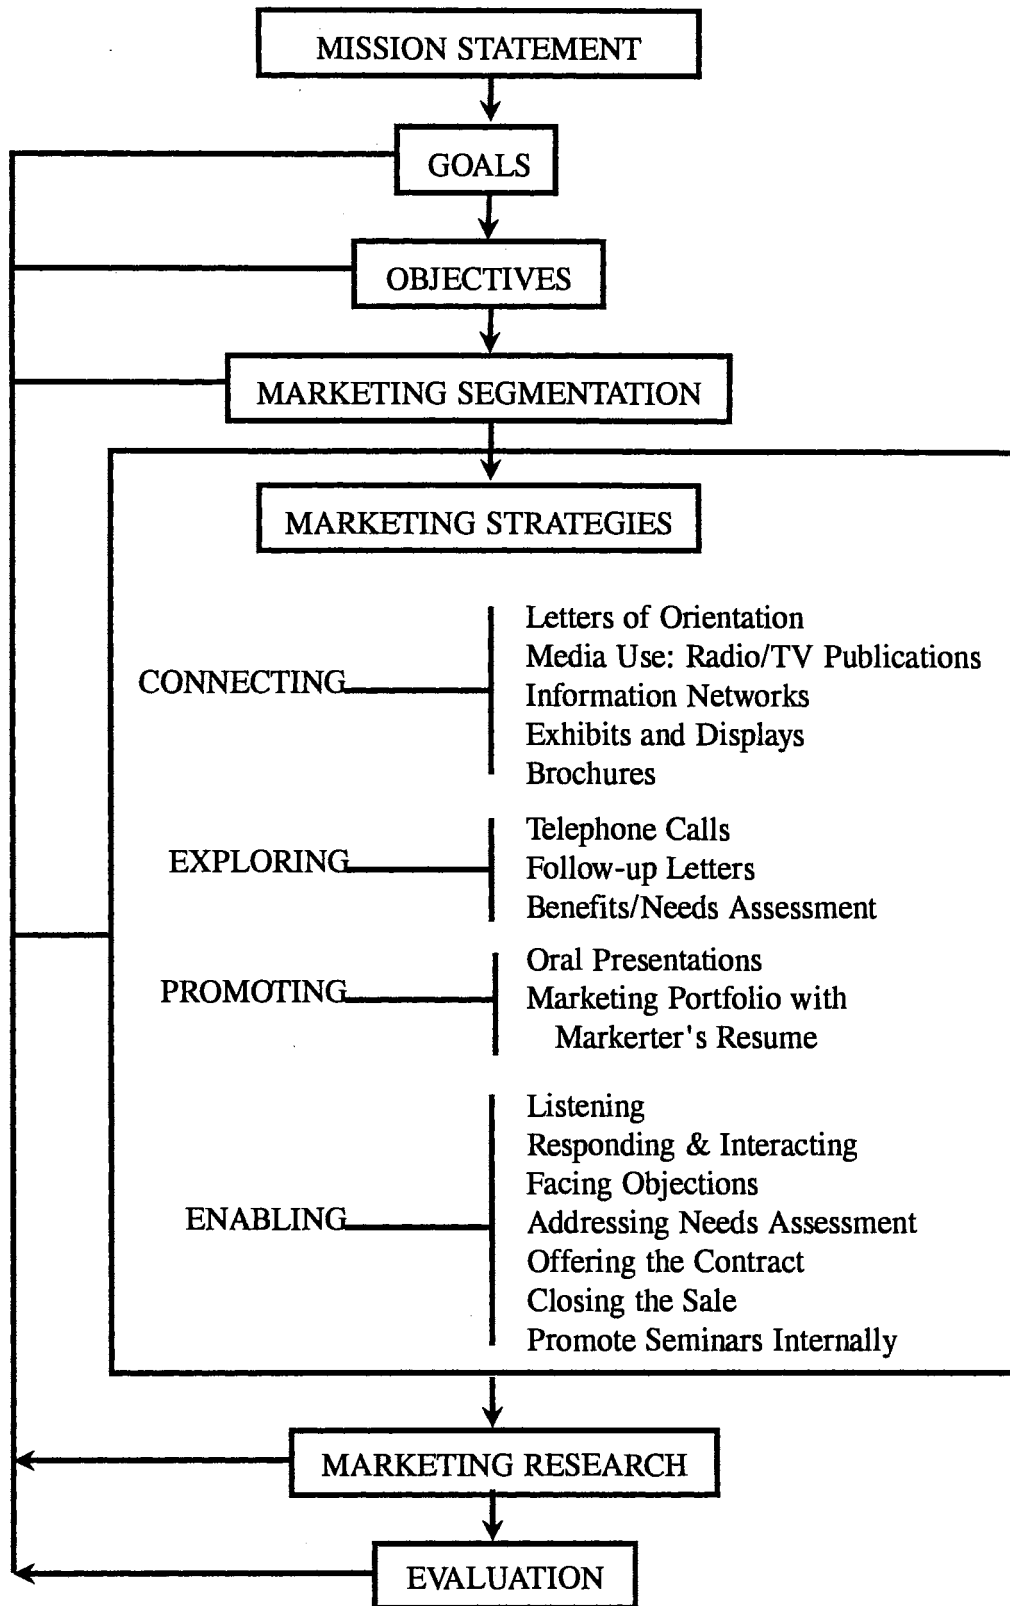 MISSION STATEMENT
GOALS
OBJECTIVES
MARKETING SEGMENTATION
MARKETING STRATEGIES
CONNECTING
Letters of Orientation
Media Use: Radio/TV Publications
Information Networks
Exhibits and Displays
Brochures
EXPLORING
Telephone Calls
Follow-up Letters
Benefits/Needs Assessment
PROMOTING
Oral Presentations
Marketing Portfolio with
Markerter's Resume
ENABLING
Listening
Responding & Interacting
Facing Objections
Addressing Needs Assessment
Offering the Contract
Closing the Sale
Promote Seminars Internally
MARKETING RESEARCH
EVALUATION